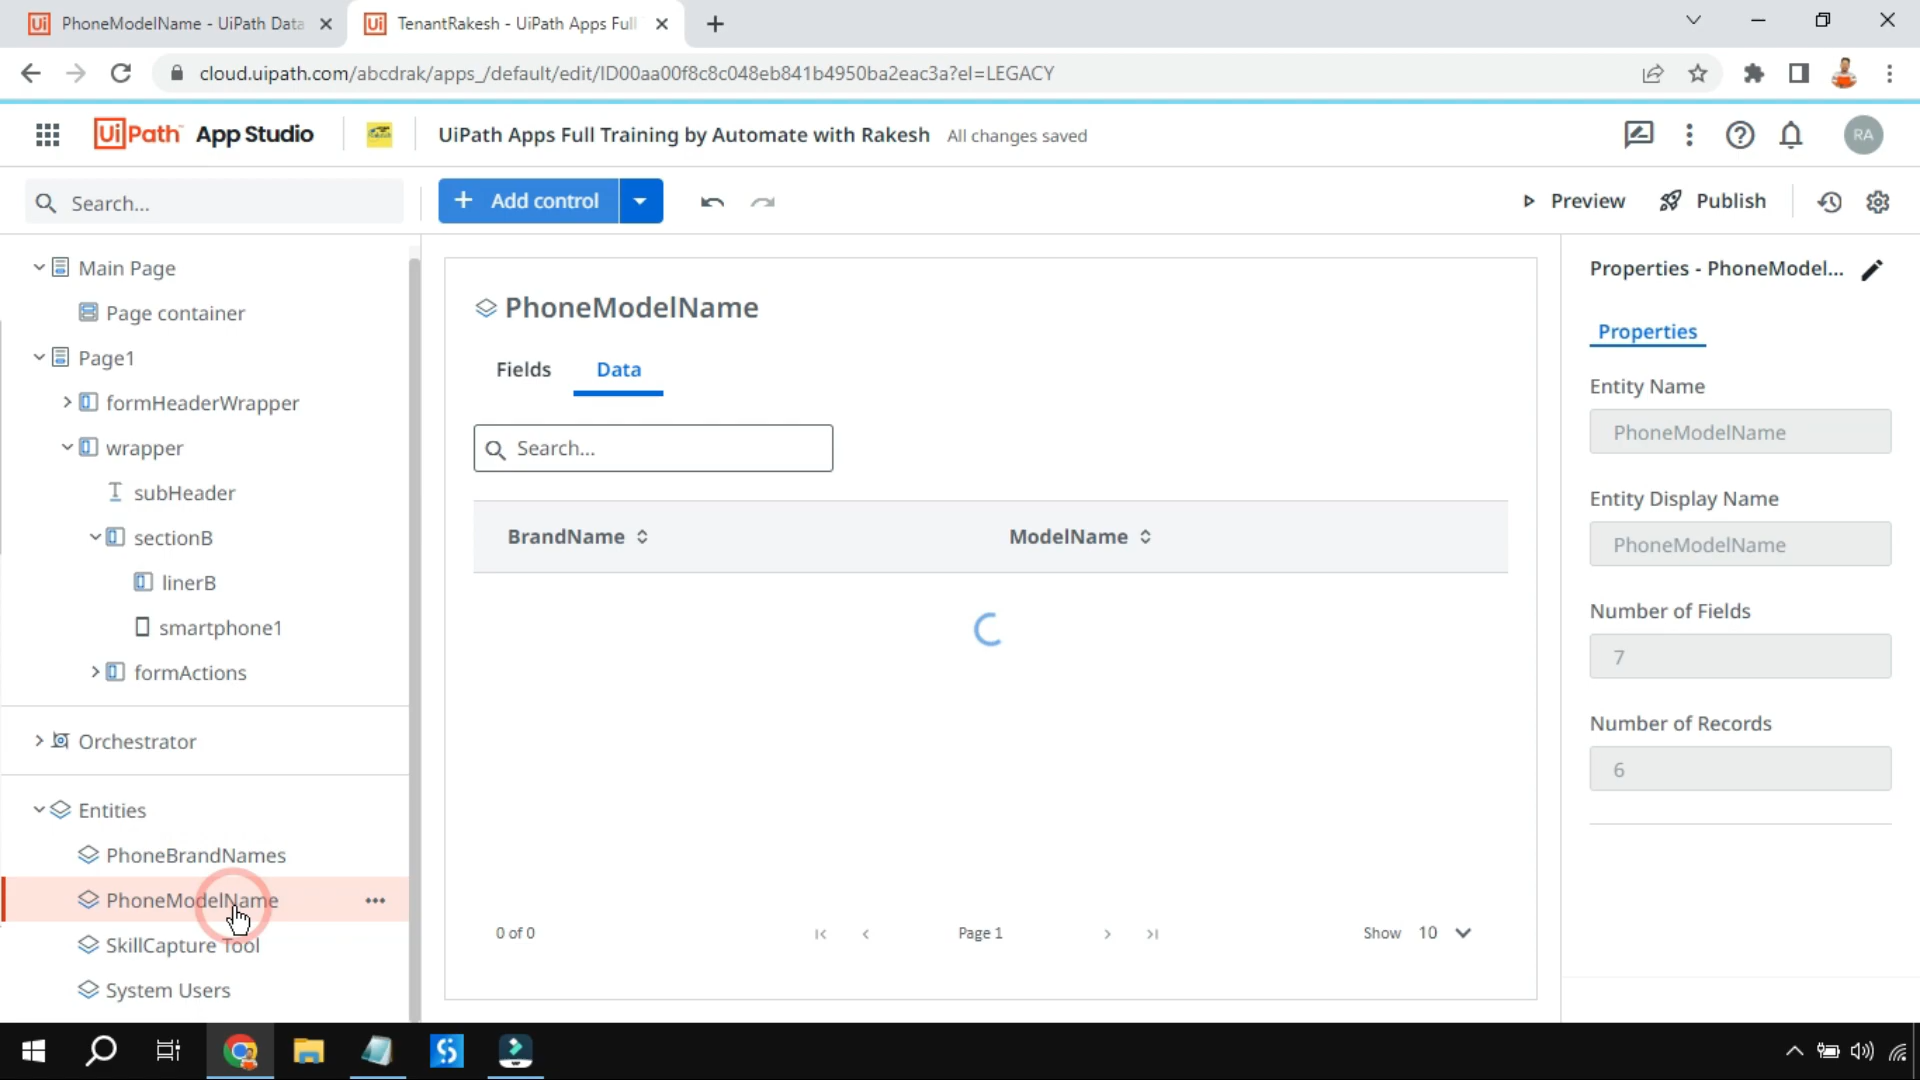 PhoneModelName - UiPath Data
TenantRakesh - UiPath Apps Full
cloud.uipath.com/abcdrak/apps_/default/edit/ID00aa00f8c8c048eb841b4950ba2eac3a?el=LEGACY
UiPath App Studio
UiPath Apps Full Training by Automate with Rakesh All changes saved
RA
Search...
Add control
Preview
Publish
Main Page
Page container
Page1
formHeaderWrapper
wrapper
subHeader
sectionB
linerB
smartphone1
formActions
Orchestrator
Entities
PhoneBrandNames
PhoneModelName
SkillCapture Tool
System Users
PhoneModelName
Fields Data
Search...
BrandName ModelName
0 of 0 Page 1 Show 10
Properties - PhoneModel...
Properties
Entity Name
PhoneModelName
Entity Display Name
PhoneModelName
Number of Fields
7
Number of Records
6